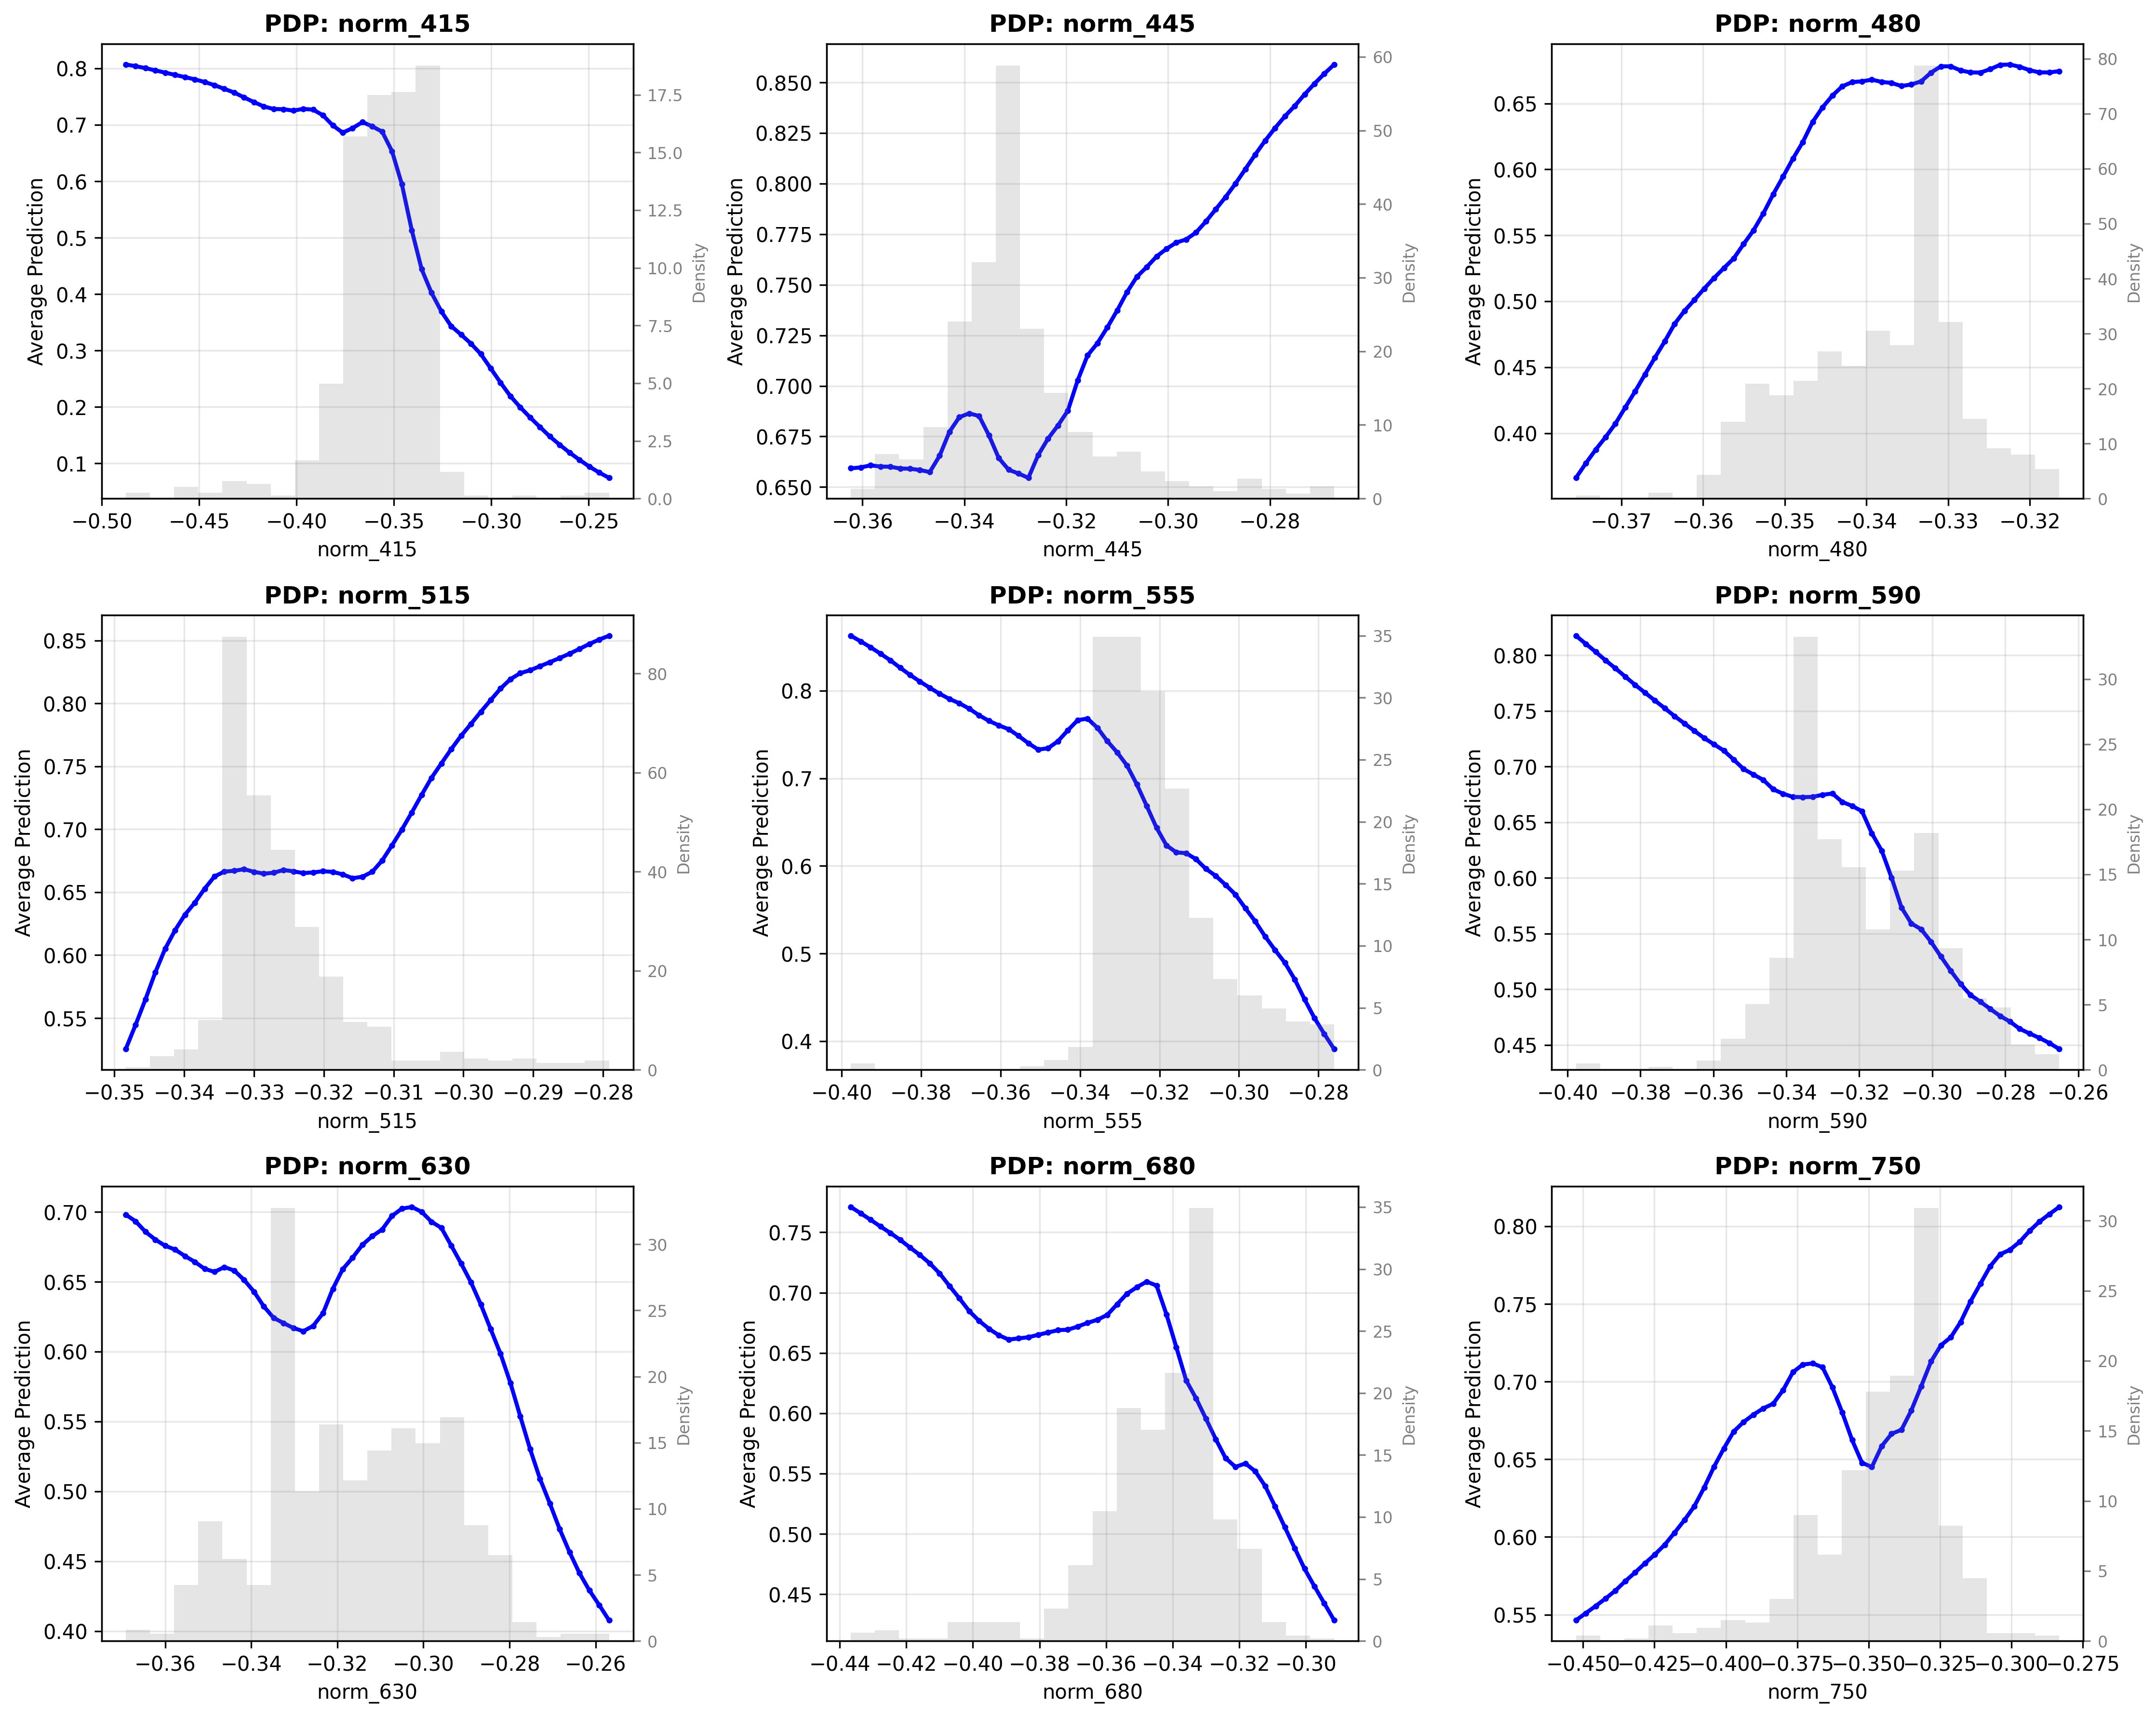 PDP: norm_415
0.8
0.7
0.6
0.5
0.4
0.3
0.2
0.1
Average Prediction
17.5
15.0
12.5
10.0
7.5
5.0
2.5
0.0
Density
−0.50 −0.45 −0.40 −0.35 −0.30 −0.25
norm_415
PDP: norm_445
0.850
0.825
0.800
0.775
0.750
0.725
0.700
0.675
0.650
Average Prediction
60
50
40
30
20
10
0
Density
−0.36 −0.34 −0.32 −0.30 −0.28
norm_445
PDP: norm_480
0.65
0.60
0.55
0.50
0.45
0.40
Average Prediction
80
70
60
50
40
30
20
10
0
Density
−0.37 −0.36 −0.35 −0.34 −0.33 −0.32
norm_480
PDP: norm_515
0.85
0.80
0.75
0.70
0.65
0.60
0.55
Average Prediction
80
60
40
20
0
Density
−0.35 −0.34 −0.33 −0.32 −0.31 −0.30 −0.29 −0.28
norm_515
PDP: norm_555
0.8
0.7
0.6
0.5
0.4
Average Prediction
35
30
25
20
15
10
5
0
Density
−0.40 −0.38 −0.36 −0.34 −0.32 −0.30 −0.28
norm_555
PDP: norm_590
0.80
0.75
0.70
0.65
0.60
0.55
0.50
0.45
Average Prediction
30
25
20
15
10
5
0
Density
−0.40 −0.38 −0.36 −0.34 −0.32 −0.30 −0.28 −0.26
norm_590
PDP: norm_630
0.70
0.65
0.60
0.55
0.50
0.45
0.40
Average Prediction
30
25
20
15
10
5
0
Density
−0.36 −0.34 −0.32 −0.30 −0.28 −0.26
norm_630
PDP: norm_680
0.75
0.70
0.65
0.60
0.55
0.50
0.45
Average Prediction
35
30
25
20
15
10
5
0
Density
−0.44 −0.42 −0.40 −0.38 −0.36 −0.34 −0.32 −0.30
norm_680
PDP: norm_750
0.80
0.75
0.70
0.65
0.60
0.55
Average Prediction
30
25
20
15
10
5
0
Density
−0.450 −0.425 −0.400 −0.375 −0.350 −0.325 −0.300 −0.275
norm_750